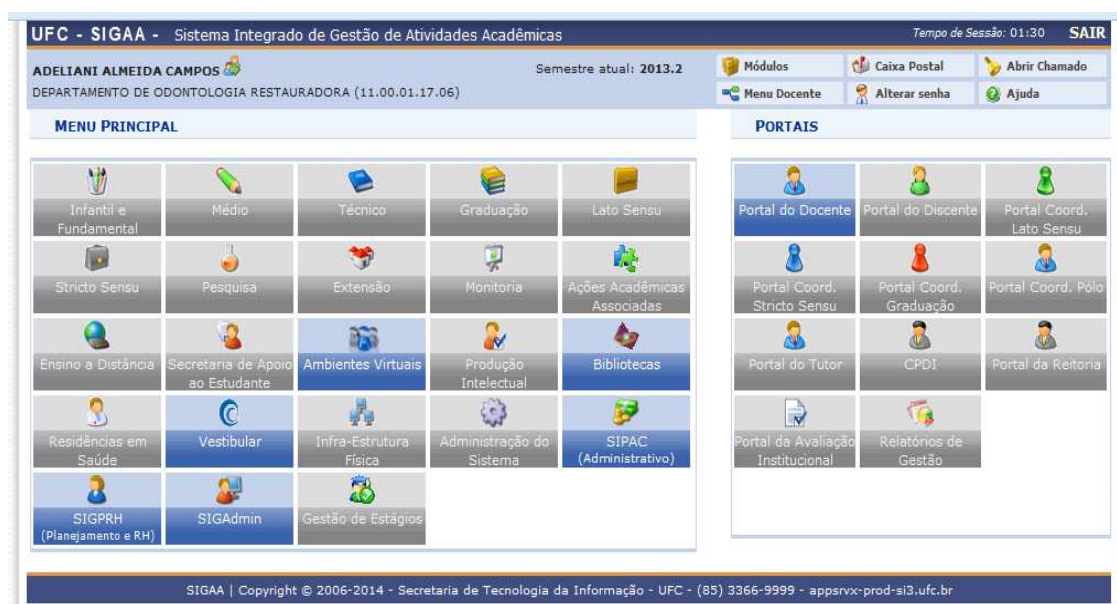 UFC - SIGAA - Sistema Integrado de Gestão de Atividades Acadêmicas
Tempo de Sessão: 01:30 SAIR
ADELIANI ALMEIDA CAMPOS
Semestre atual: 2013.2
DEPARTAMENTO DE ODONTOLOGIA RESTAURADORA (11.00.01.17.06)
Módulos Caixa Postal Abrir Chamado
Menu Docente Alterar senha Ajuda
MENU PRINCIPAL
Infantil e
Fundamental
Médio
Técnico
Graduação
Lato Sensu
Stricto Sensu
Pesquisa
Extensão
Monitoria
Ações Acadêmicas
Associadas
Ensino a Distância
Secretaria de Apoio
ao Estudante
Ambientes Virtuais
Produção
Intelectual
Bibliotecas
Residências em
Saúde
Vestibular
Infra-Estrutura
Física
Administração do
Sistema
SIPAC
(Administrativo)
SIGPRH
(Planejamento e RH)
SIGAdmin
Gestão de Estágios
PORTAIS
Portal do Docente
Portal do Discente
Portal Coord.
Lato Sensu
Portal Coord.
Stricto Sensu
Portal Coord.
Graduação
Portal Coord. Pólo
Portal do Tutor
CPDI
Portal da Reitoria
Portal da Avaliação
Institucional
Relatórios de
Gestão
SIGAA | Copyright © 2006-2014 - Secretaria de Tecnologia da Informação - UFC - (85) 3366-9999 - appsrvx-prod-si3.ufc.br